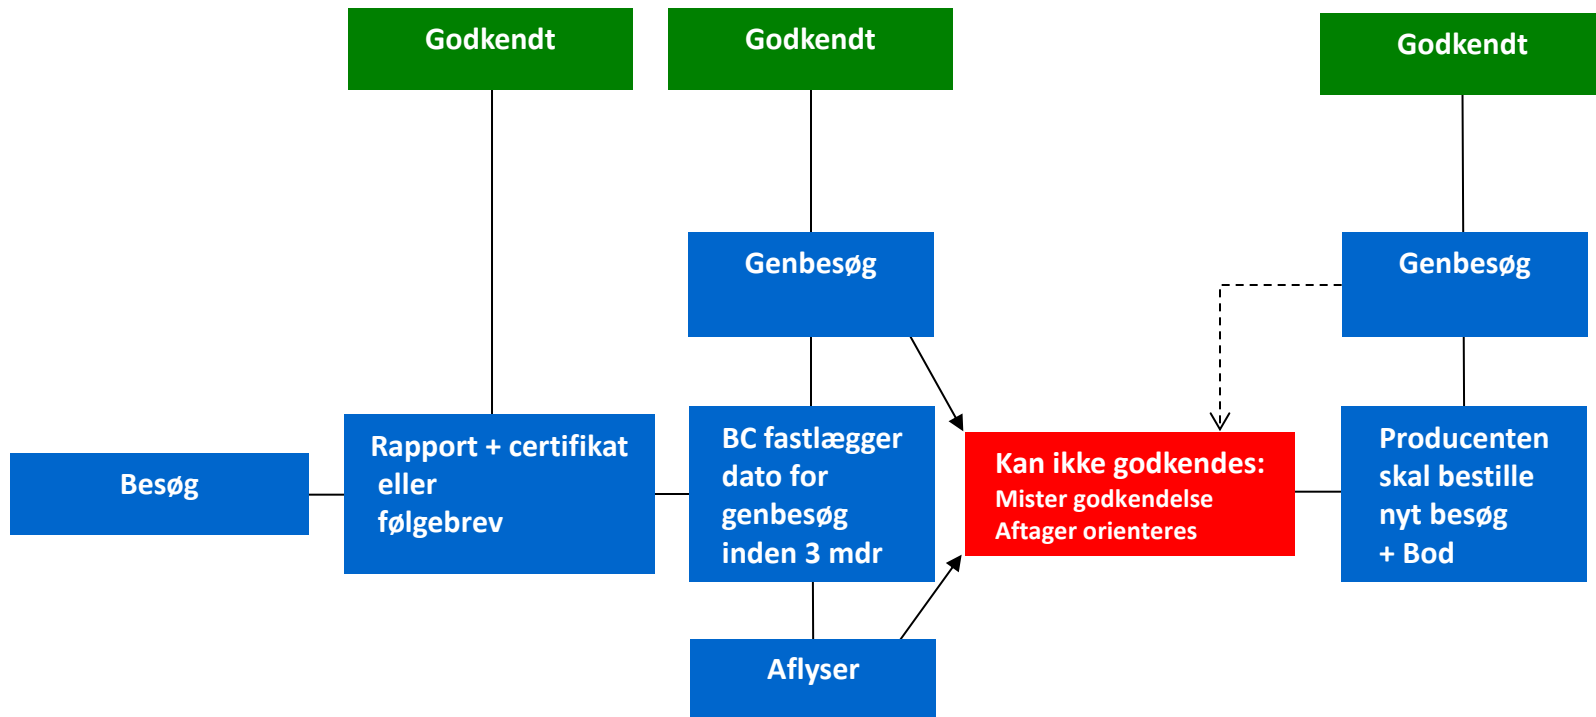 Godkendt
Godkendt
Godkendt
Genbesøg
Genbesøg
Besøg
Rapport + certifikat
eller
følgebrev
BC fastlægger
dato for
genbesøg
inden 3 mdr
Kan ikke godkendes:
Mister godkendelse
Aftager orienteres
Producenten
skal bestille
nyt besøg
+ Bod
Aflyser